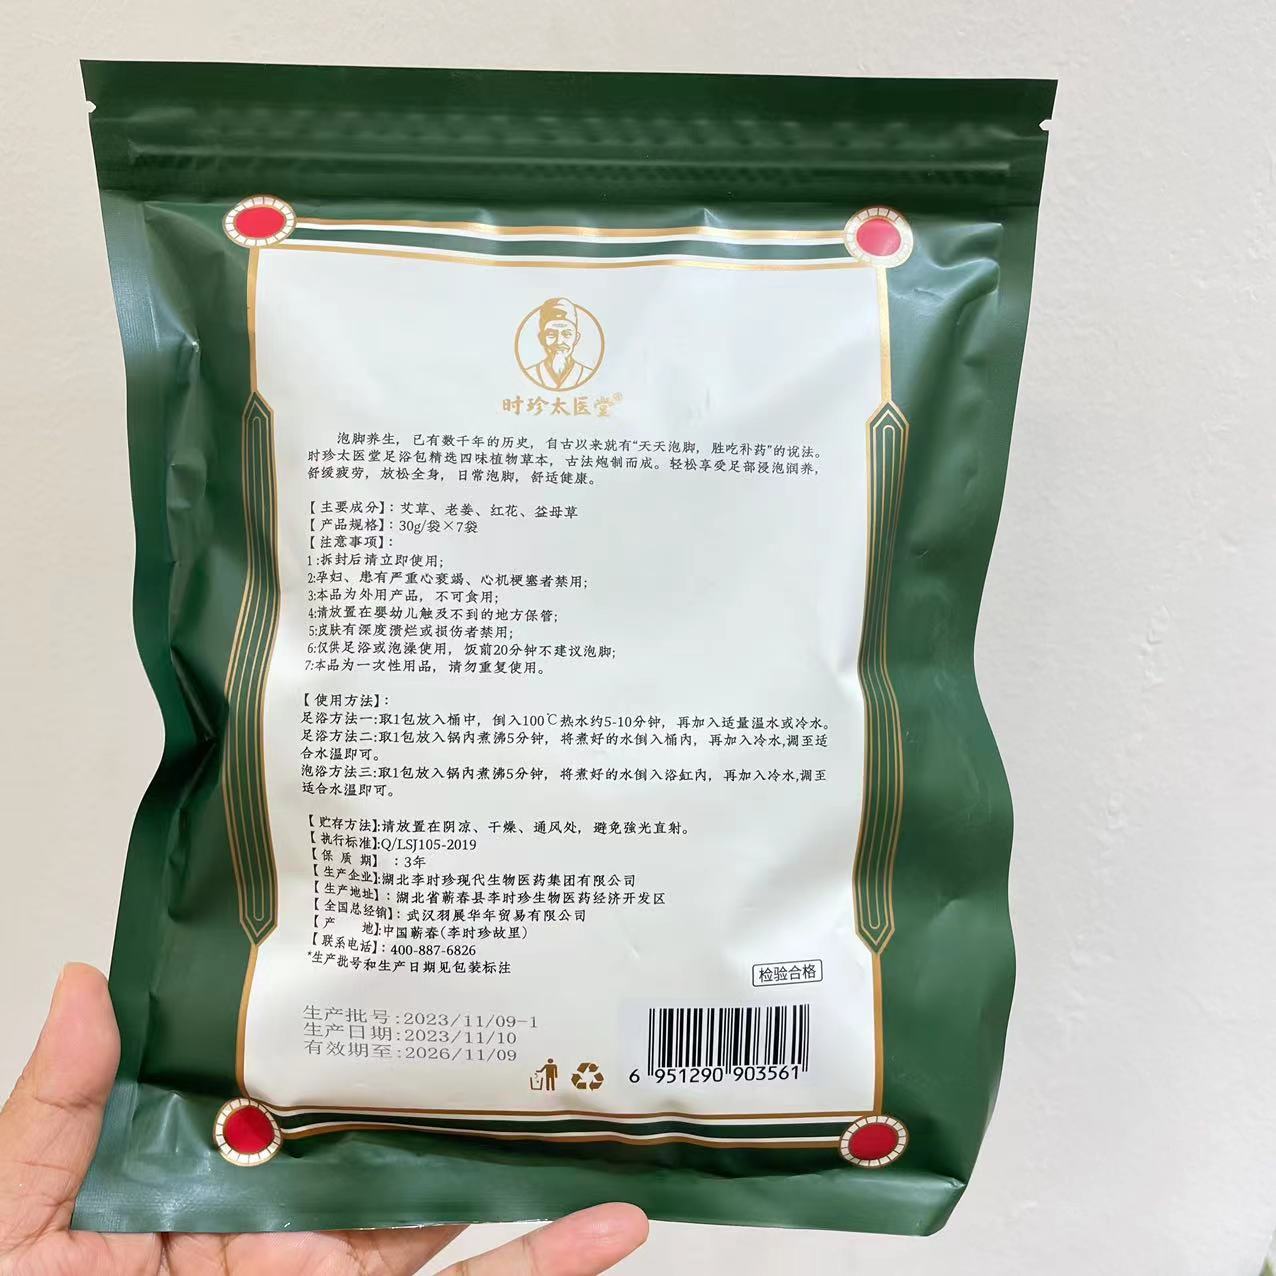 时珍太医堂®
泡脚养生，已有数千年的历史，自古以来就有“天天泡脚，胜吃补药”的说法。
时珍太医堂足浴包精选四味植物草本，古法炮制而成。轻松享受足部浸泡润养，
舒缓疲劳，放松全身，日常泡脚，舒适健康。
【主要成分】：艾草、老姜、红花、益母草
【产品规格】：30g/袋×7袋
【注意事项】：
1:拆封后请立即使用；
2:孕妇、患有严重心衰竭、心机梗塞者禁用；
3:本品为外用产品，不可食用；
4:请放置在婴幼儿触及不到的地方保管；
5:皮肤有深度溃烂或损伤者禁用；
6:仅供足浴或泡澡使用，饭前20分钟不建议泡脚；
7:本品为一次性用品，请勿重复使用。
【使用方法】：
足浴方法一:取1包放入桶中，倒入100℃热水约5-10分钟，再加入适量温水或冷水。
足浴方法二:取1包放入锅内煮沸5分钟，将煮好的水倒入桶内，再加入冷水,调至适
合水温即可。
泡浴方法三:取1包放入锅内煮沸5分钟，将煮好的水倒入浴缸内，再加入冷水,调至
适合水温即可。
【贮存方法】:请放置在阴凉、干燥、通风处，避免強光直射。
【执行标准】:Q/LSJ105-2019
【保 质 期】：3年
【生产企业】:湖北李时珍现代生物医药集团有限公司
【生产地址】：湖北省蕲春县李时珍生物医药经济开发区
【全国总经销】：武汉羽展华年贸易有限公司
【产 地】:中国蕲春(李时珍故里)
【联系电话】：400-887-6826
*生产批号和生产日期见包装标注
检验合格
生产批号:2023/11/09-1
生产日期:2023/11/10
有效期至:2026/11/09
6 951290 903561